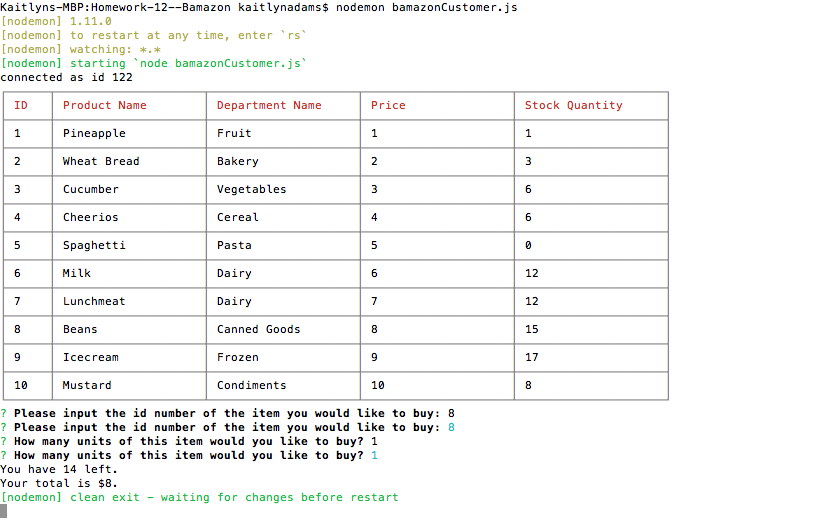 Kaitlyns-MBP:Homework-12--Bamazon kaitlynadams$ nodemon bamazonCustomer.js
[nodemon] 1.11.0
[nodemon] to restart at any time, enter `rs`
[nodemon] watching: *.*
[nodemon] starting `node bamazonCustomer.js`
connected as id 122
ID Product Name Department Name Price Stock Quantity
1 Pineapple Fruit 1 1
2 Wheat Bread Bakery 2 3
3 Cucumber Vegetables 3 6
4 Cheerios Cereal 4 6
5 Spaghetti Pasta 5 0
6 Milk Dairy 6 12
7 Lunchmeat Dairy 7 12
8 Beans Canned Goods 8 15
9 Icecream Frozen 9 17
10 Mustard Condiments 10 8
? Please input the id number of the item you would like to buy: 8
? Please input the id number of the item you would like to buy: 8
? How many units of this item would you like to buy? 1
? How many units of this item would you like to buy? 1
You have 14 left.
Your total is $8.
[nodemon] clean exit - waiting for changes before restart